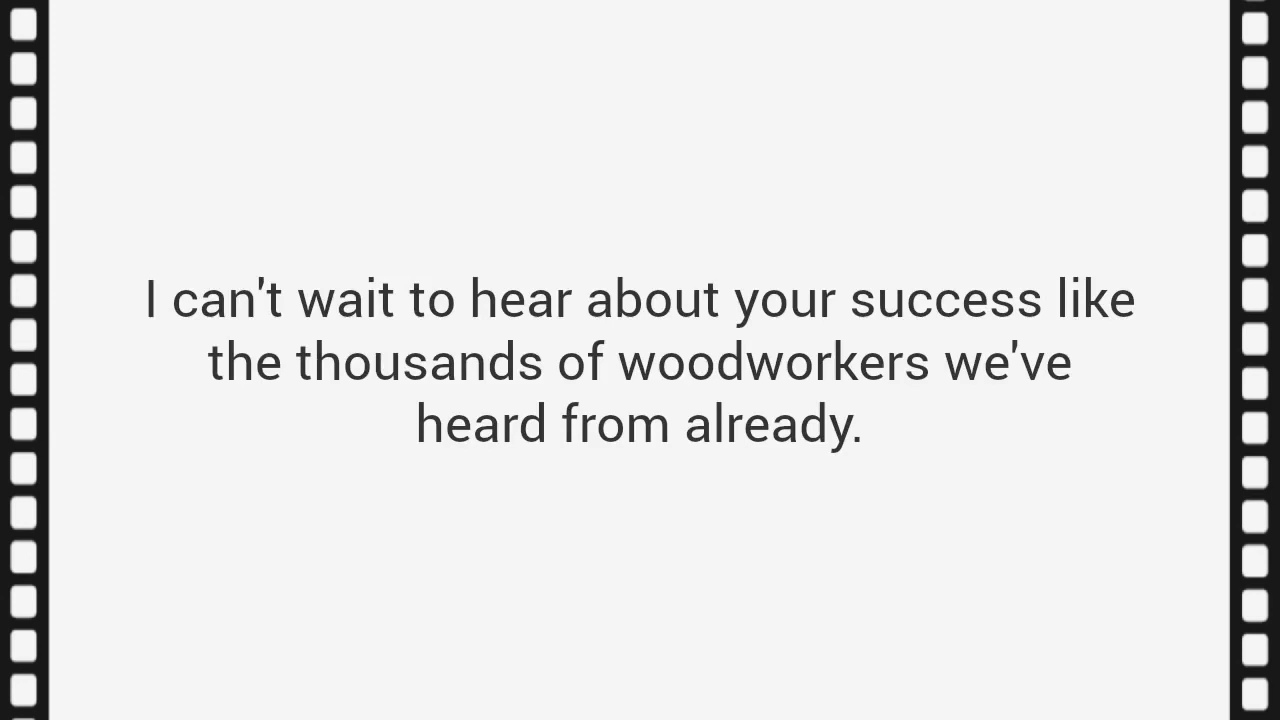 I can't wait to hear about your success like
the thousands of woodworkers we've
heard from already.